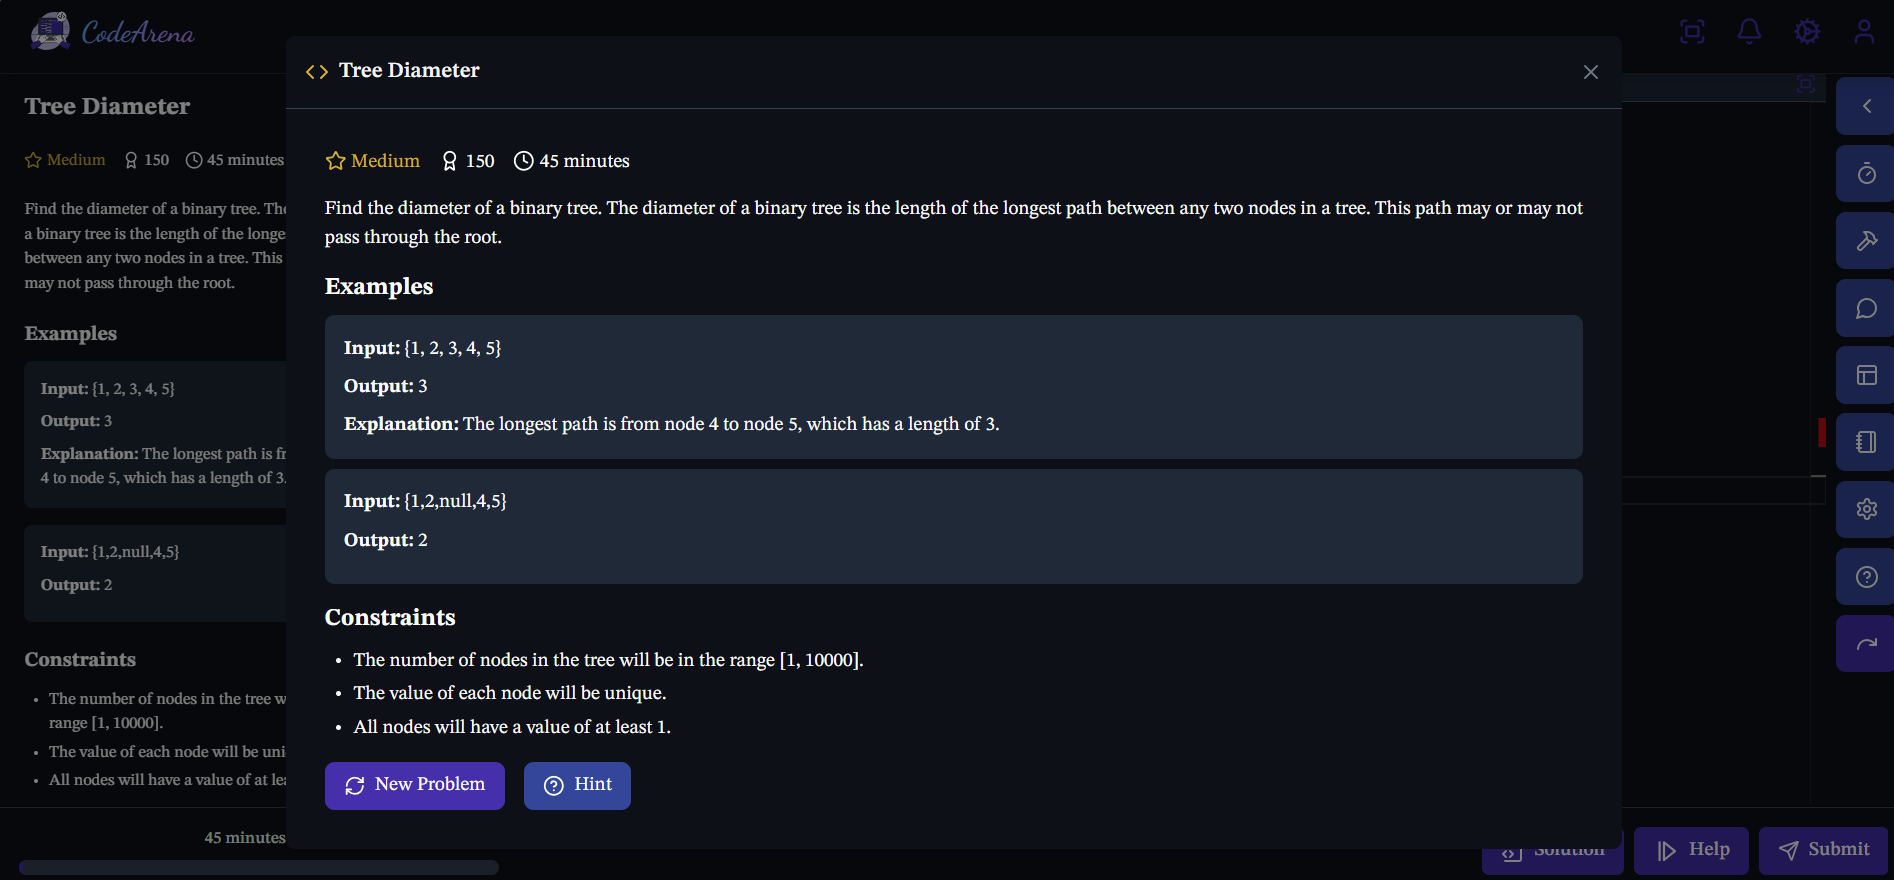 CodeArena
Tree Diameter
Medium 150 45 minutes
Find the diameter of a binary tree. The
a binary tree is the length of the longe
between any two nodes in a tree. This
may not pass through the root.
Examples
Input: {1, 2, 3, 4, 5}
Output: 3
Explanation: The longest path is fr
4 to node 5, which has a length of 3.
Input: {1,2,null,4,5}
Output: 2
Constraints
• The number of nodes in the tree w
range [1, 10000].
• The value of each node will be uni
• All nodes will have a value of at lea
45 minutes
Tree Diameter
Medium 150 45 minutes
Find the diameter of a binary tree. The diameter of a binary tree is the length of the longest path between any two nodes in a tree. This path may or may not
pass through the root.
Examples
Input: {1, 2, 3, 4, 5}
Output: 3
Explanation: The longest path is from node 4 to node 5, which has a length of 3.
Input: {1,2,null,4,5}
Output: 2
Constraints
• The number of nodes in the tree will be in the range [1, 10000].
• The value of each node will be unique.
• All nodes will have a value of at least 1.
New Problem Hint
Solution Help Submit